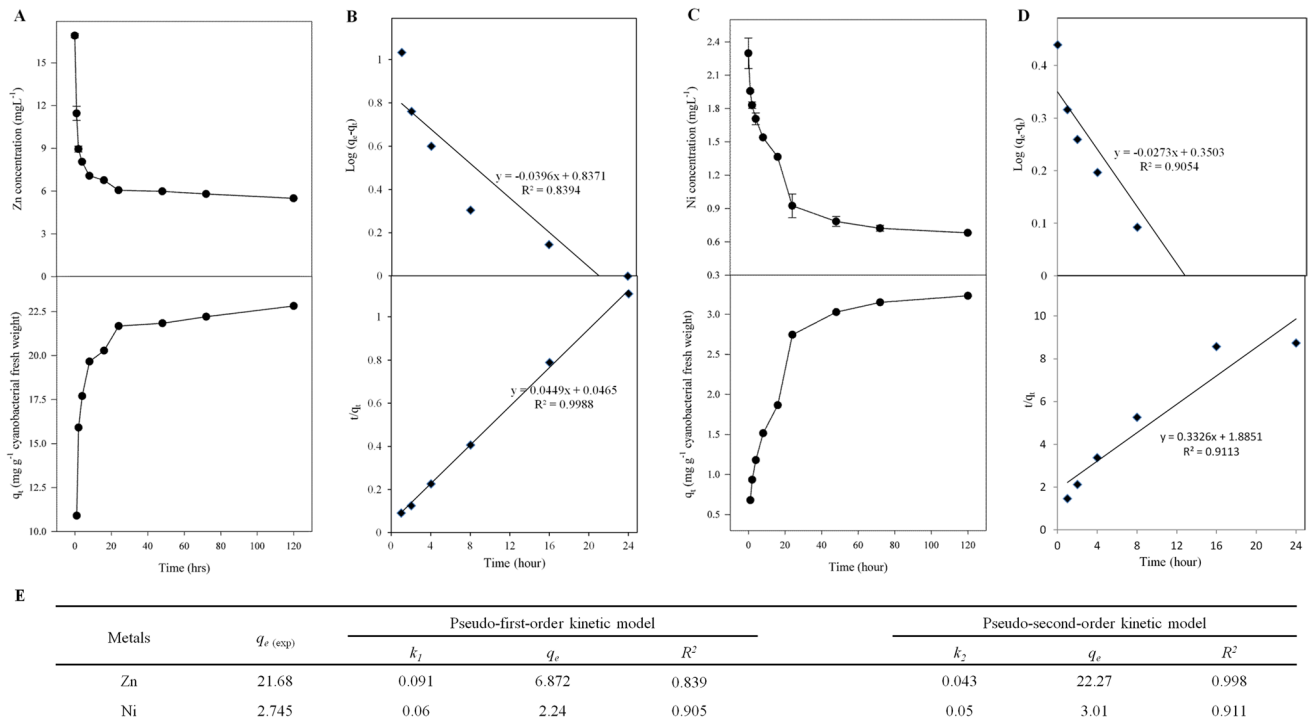 A
Zn concentration (mgL-1)
15
12
9
6
3
0
qt (mg g-1 cyanobacterial fresh weight)
22.5
20.0
17.5
15.0
12.5
10.0
0 20 40 60 80 100 120
Time (hrs)
B
Log (qe-qt)
1
0.8
0.6
0.4
0.2
0
y = -0.0396x + 0.8371
R2 = 0.8394
t/qt
1
0.8
0.6
0.4
0.2
0
y = 0.0449x + 0.0465
R2 = 0.9988
0 4 8 12 16 20 24
Time (hour)
C
Ni concentration (mgL-1)
2.4
2.1
1.8
1.5
1.2
0.9
0.6
0.3
qt (mg g-1 cyanobacterial fresh weight)
3.0
2.5
2.0
1.5
1.0
0.5
0 20 40 60 80 100 120
Time (hour)
D
Log (qe-qt)
0.4
0.3
0.2
0.1
0
y = -0.0273x + 0.3503
R2 = 0.9054
t/qt
10
8
6
4
2
0
y = 0.3326x + 1.8851
R2 = 0.9113
0 4 8 12 16 20 24
Time (hour)
E
Metals qe (exp) Pseudo-first-order kinetic model Pseudo-second-order kinetic model
k1 qe R2 k2 qe R2
Zn 21.68 0.091 6.872 0.839 0.043 22.27 0.998
Ni 2.745 0.06 2.24 0.905 0.05 3.01 0.911